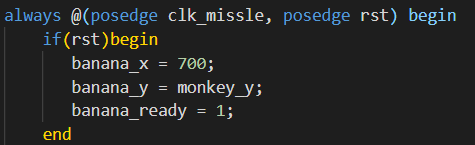 always @(posedge clk_missle, posedge rst) begin
if(rst)begin
banana_x = 700;
banana_y = monkey_y;
banana_ready = 1;
end